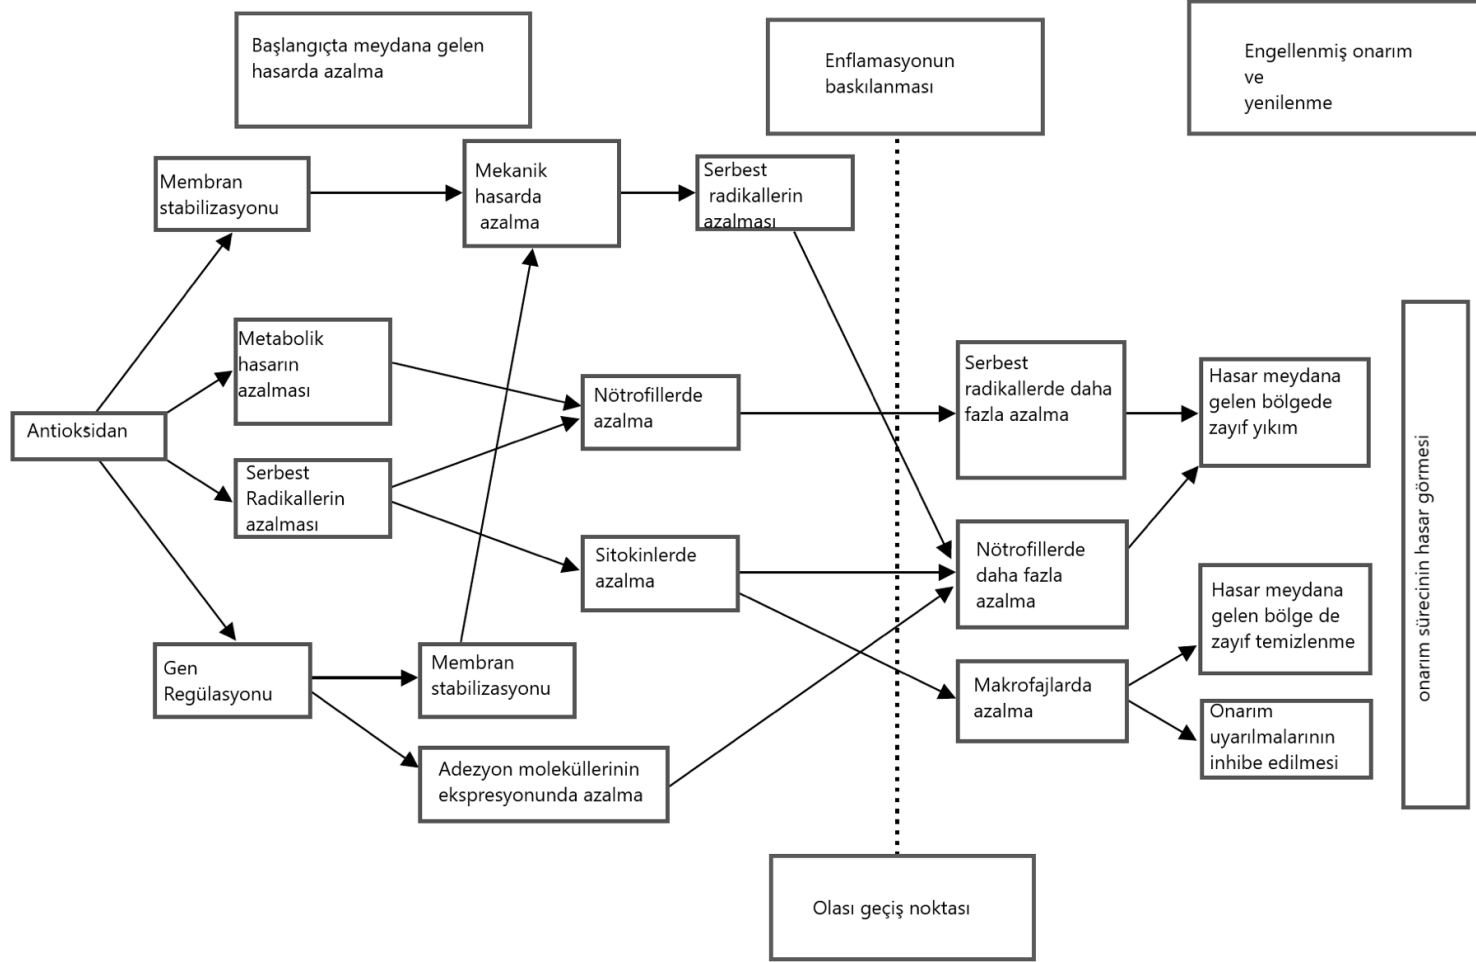 Başlangıçta meydana gelen
hasarda azalma
Enflamasyonun
baskılanması
Engellenmiş onarım
ve
yenilenme
Membran
stabilizasyonu
Mekanik
hasarda
azalma
Serbest
radikallerin
azalması
Metabolik
hasarın
azalması
Antioksidan
Serbest
Radikallerin
azalması
Nötrofillerde
azalma
Sitokinlerde
azalma
Serbest
radikallerde daha
fazla azalma
Hasar meydana
gelen bölgede
zayıf yıkım
Nötrofillerde
daha fazla
azalma
Hasar meydana
gelen bölge de
zayıf temizlenme
Gen
Regülasyonu
Membran
stabilizasyonu
Makrofajlarda
azalma
Onarım
uyarılmalarının
inhibe edilmesi
Adezyon moleküllerinin
ekspresyonunda azalma
onarım sürecinin hasar görmesi
Olası geçiş noktası